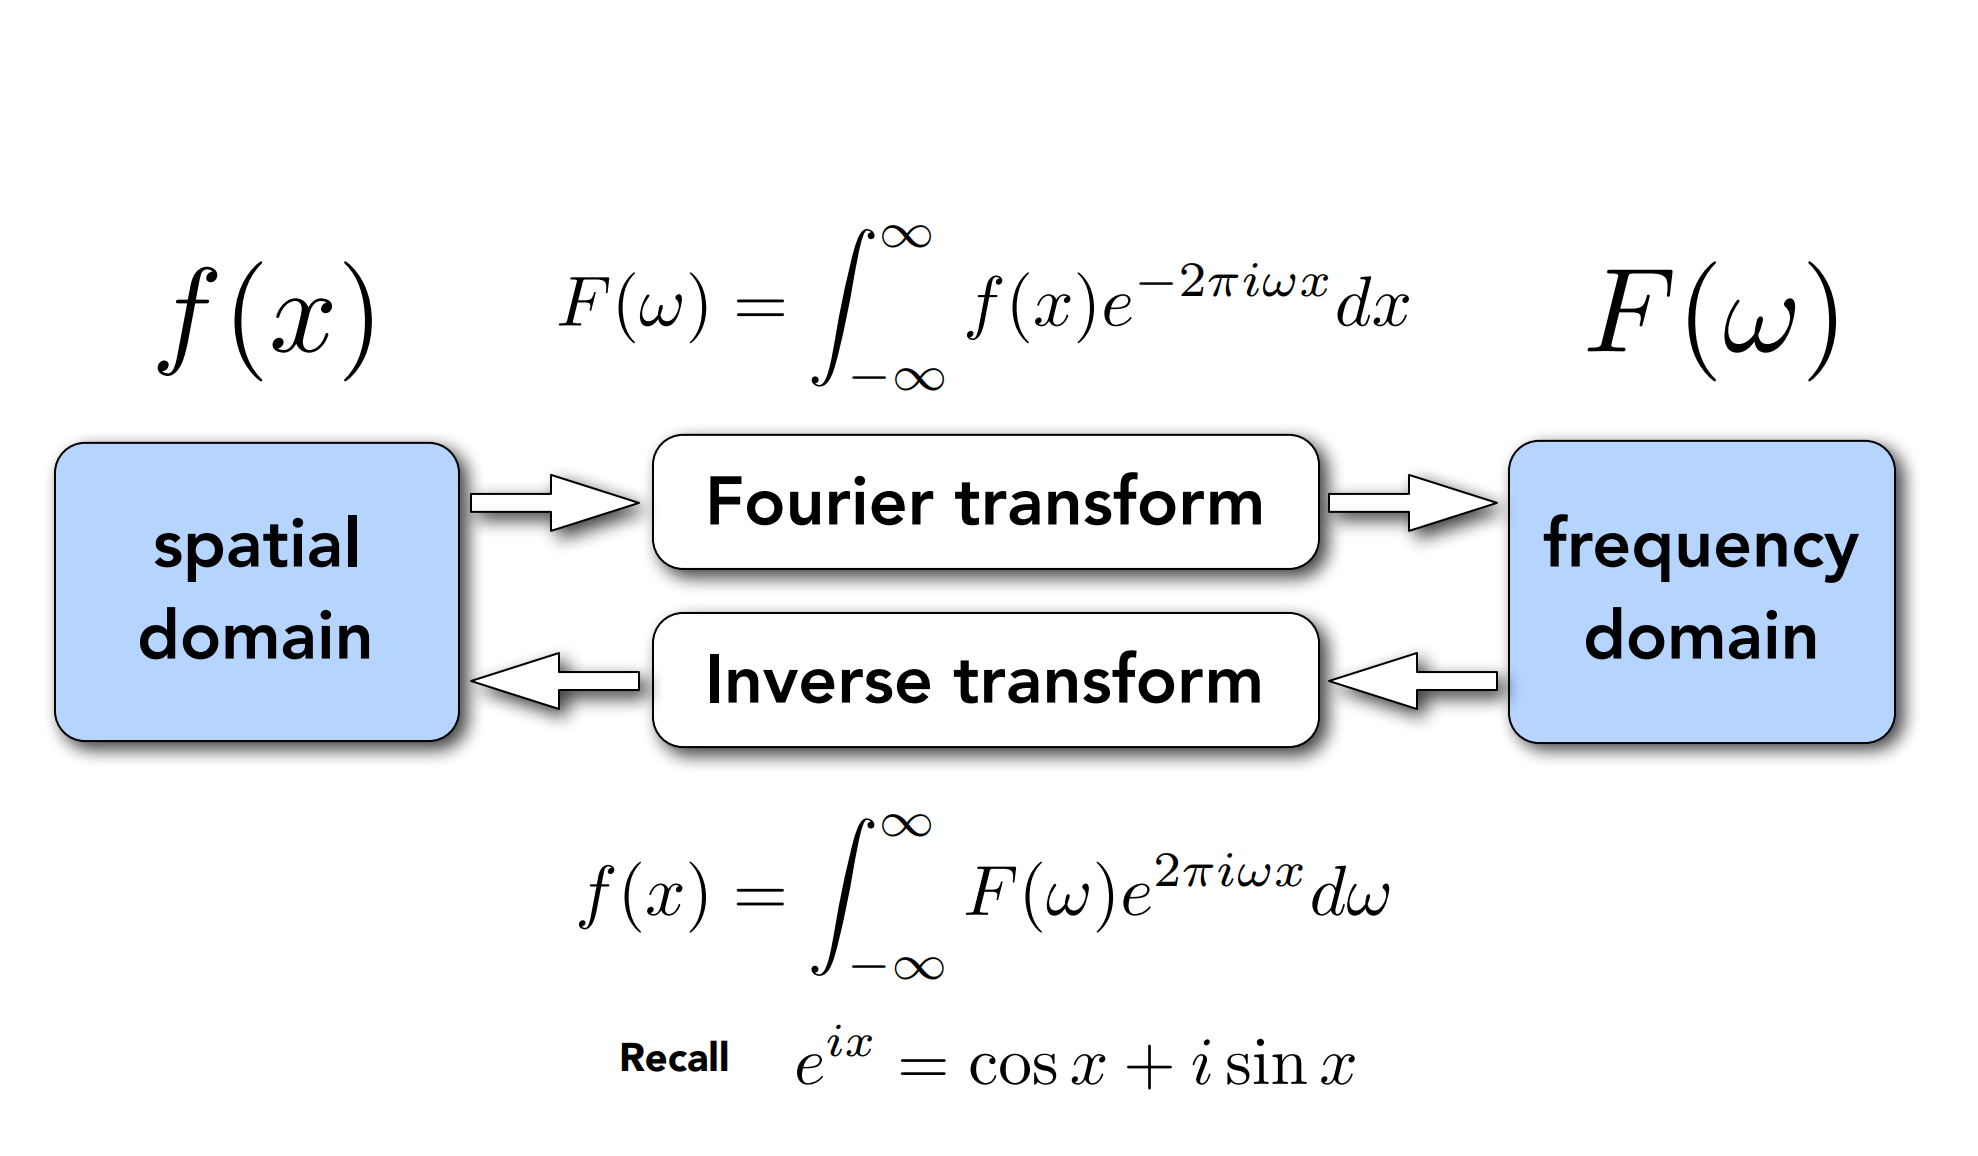 f(x)
F(ω) = ∫_{-∞}^{∞} f(x)e^{-2πiωx}dx
F(ω)
spatial
domain
Fourier transform
Inverse transform
frequency
domain
f(x) = ∫_{-∞}^{∞} F(ω)e^{2πiωx}dω
Recall e^{ix} = cos x + i sin x